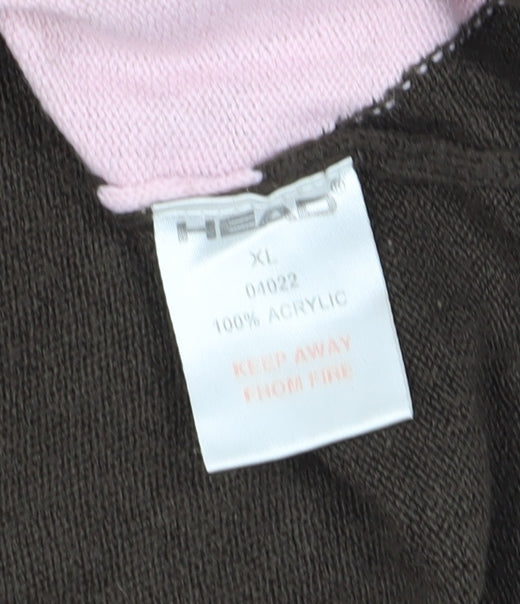 HEAD®
XL
04022
100% ACRYLIC
KEEP AWAY
FROM FIRE